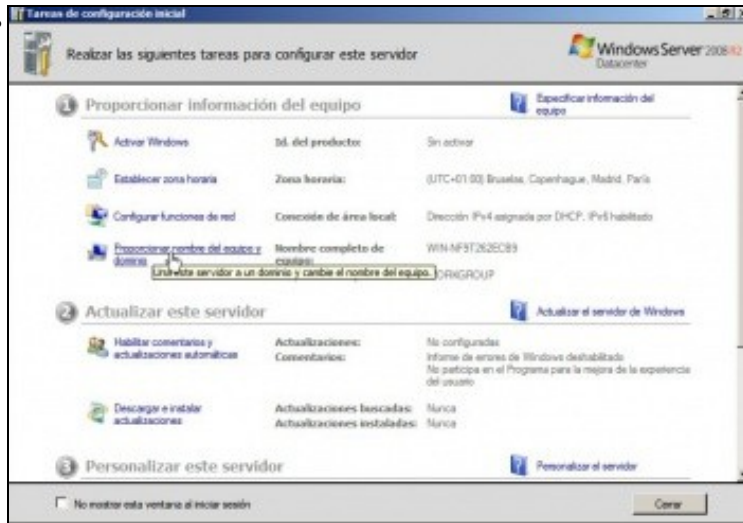 Tareas de configuración inicial
Realizar las siguientes tareas para configurar este servidor
Windows Server 2008 R2
Datacenter
1 Proporcionar información del equipo
Especificar información del equipo
Activar Windows Id. del producto: Sin activar
Establecer zona horaria Zona horaria: (UTC+01:00) Bruselas, Copenhague, Madrid, París
Configurar funciones de red Conexión de área local: Dirección IPv4 asignada por DHCP, IPv6 habilitado
Proporcionar nombre del equipo y Nombre completo de WIN-NF9T262ECB9
dominio equipo:
Una este servidor a un dominio y cambie el nombre del equipo. ORKGROUP
2 Actualizar este servidor Actualizar el servidor de Windows
Habilitar comentarios y Actualizaciones: No configuradas
actualizaciones automáticas Comentarios: Informe de errores de Windows deshabilitado
No participa en el Programa para la mejora de la experiencia
del usuario
Descargar e instalar Actualizaciones buscadas: Nunca
actualizaciones Actualizaciones instaladas: Nunca
3 Personalizar este servidor Personalizar el servidor
No mostrar esta ventana al iniciar sesión Cerrar